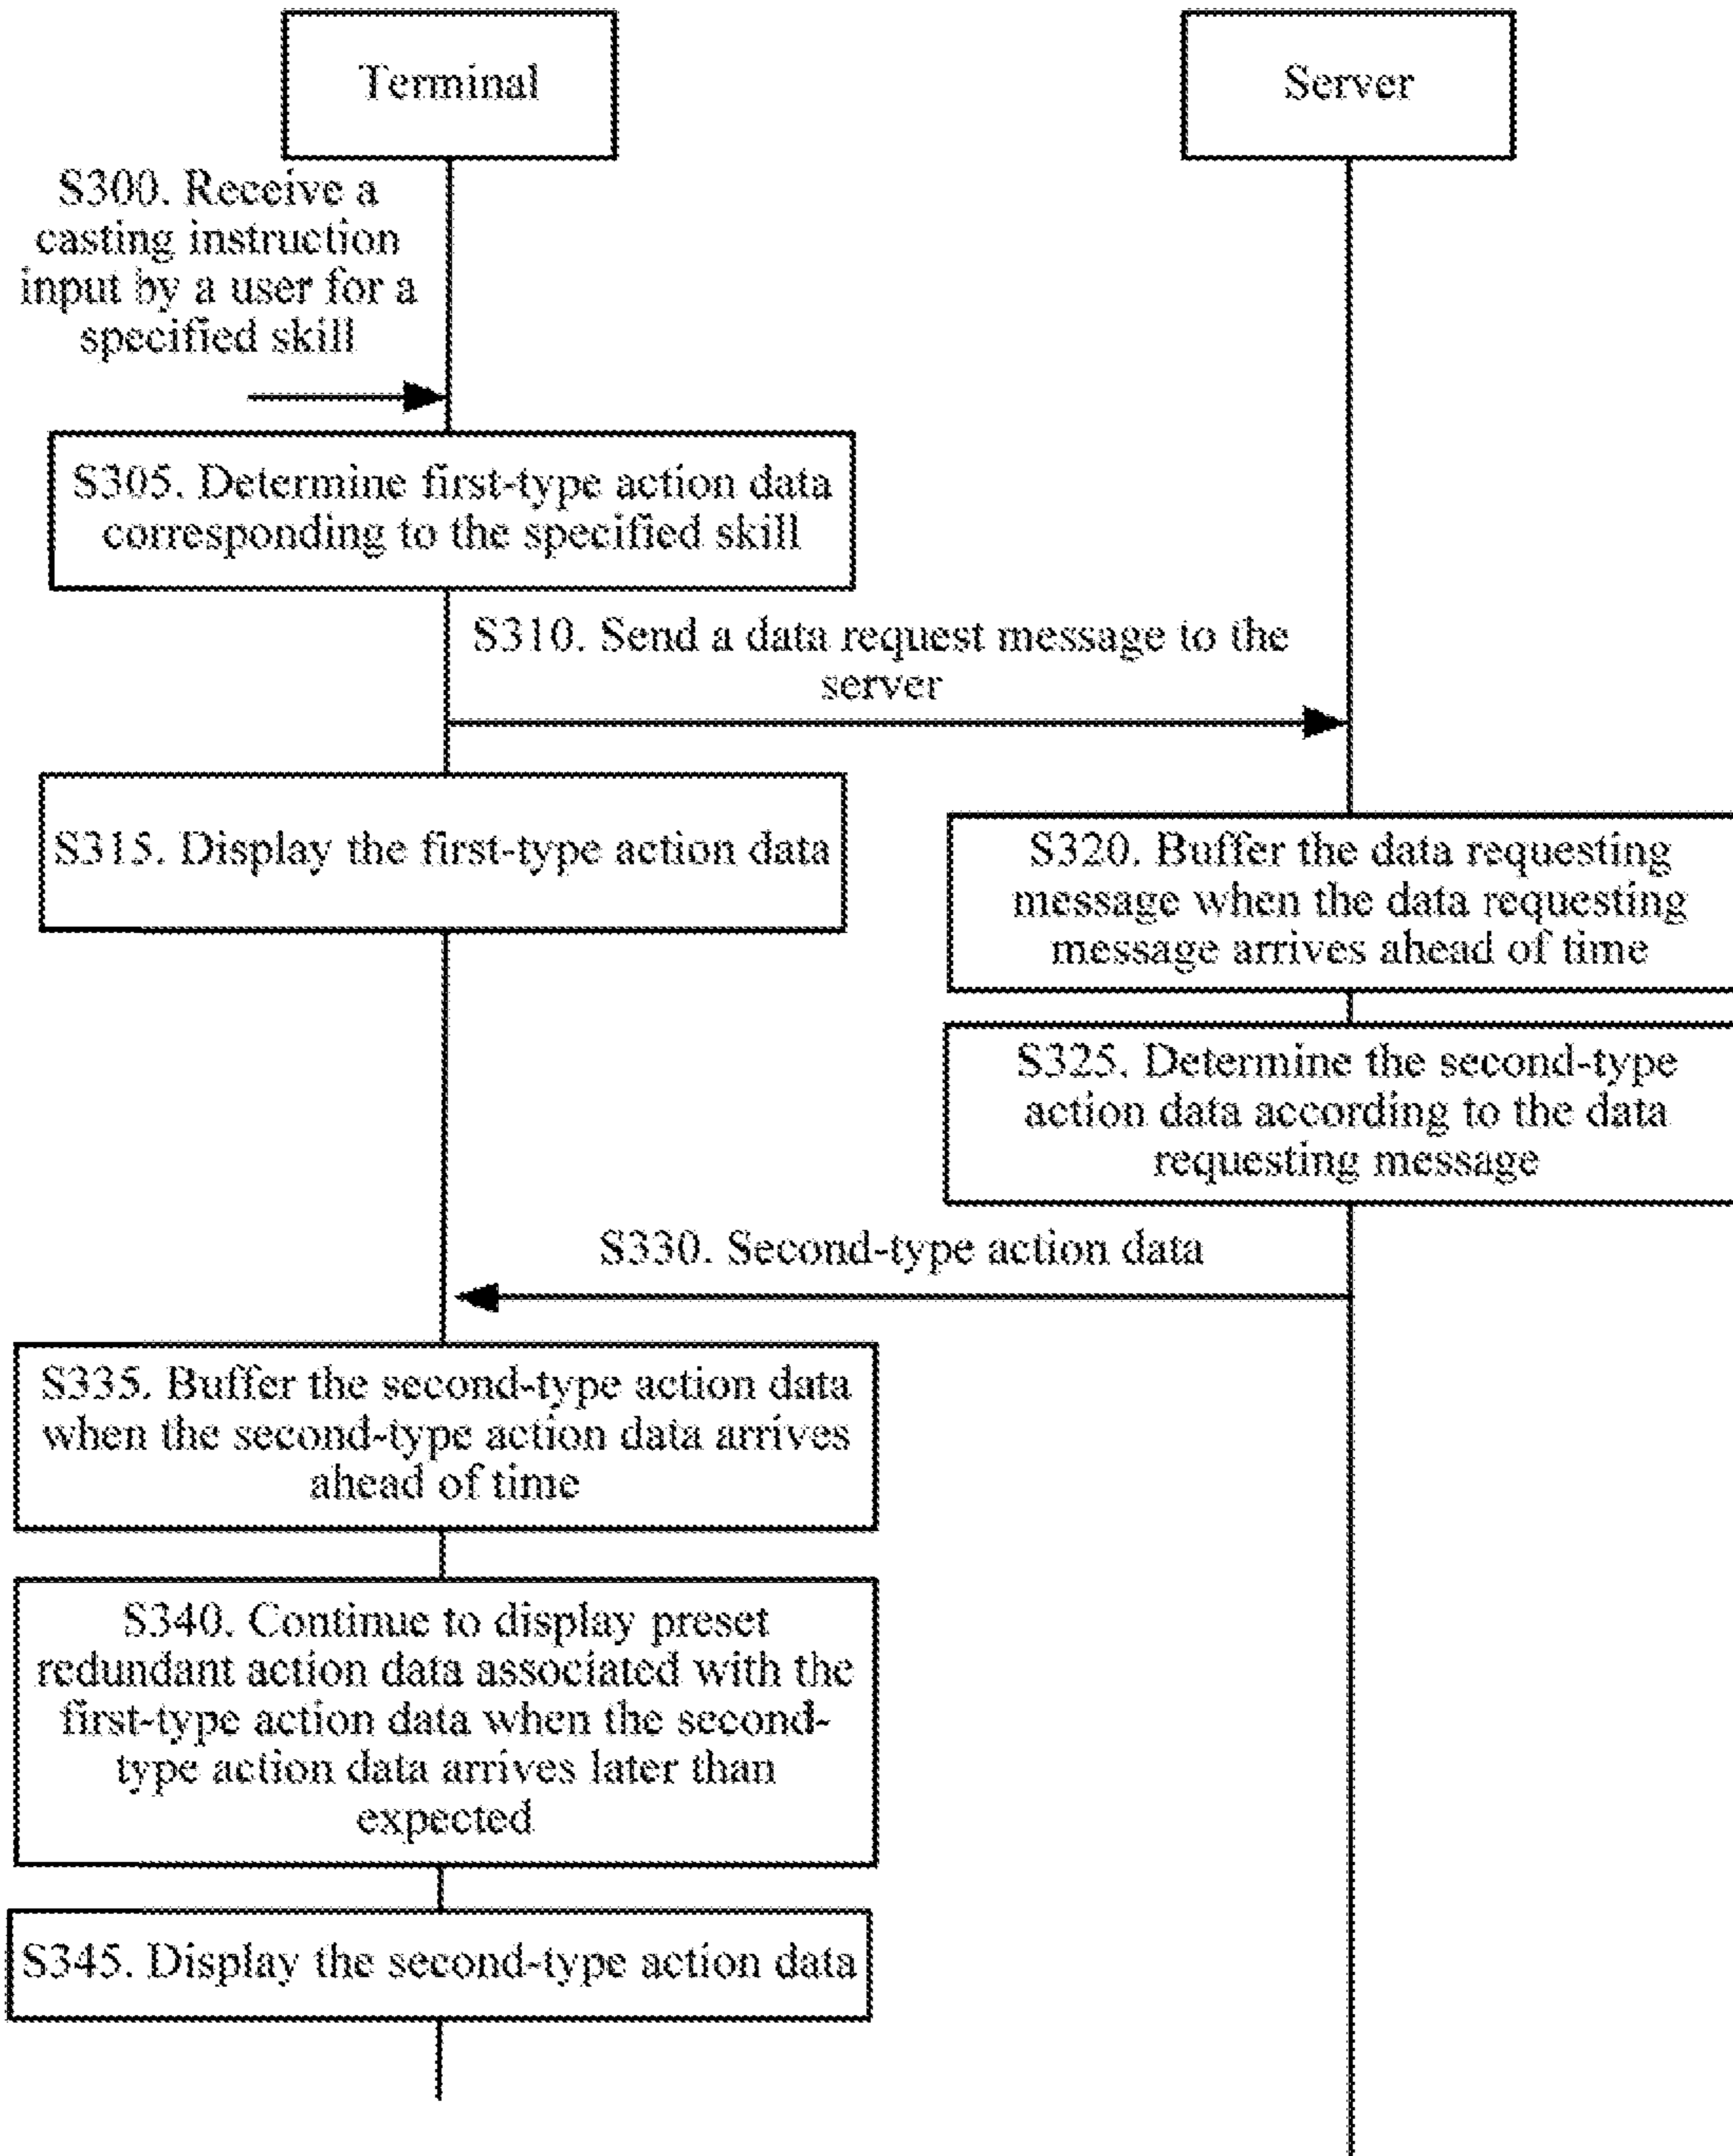 Terminal
Server
S300. Receive a
casting instruction
input by a user for a
specified skill
S305. Determine first-type action data
corresponding to the specified skill
S310. Send a data request message to the
server
S315. Display the first-type action data
S320. Buffer the data requesting
message when the data requesting
message arrives ahead of time
S325. Determine the second-type
action data according to the data
requesting message
S330. Second-type action data
S335. Buffer the second-type action data
when the second-type action data arrives
ahead of time
S340. Continue to display preset
redundant action data associated with the
first-type action data when the second-
type action data arrives later than
expected
S345. Display the second-type action data